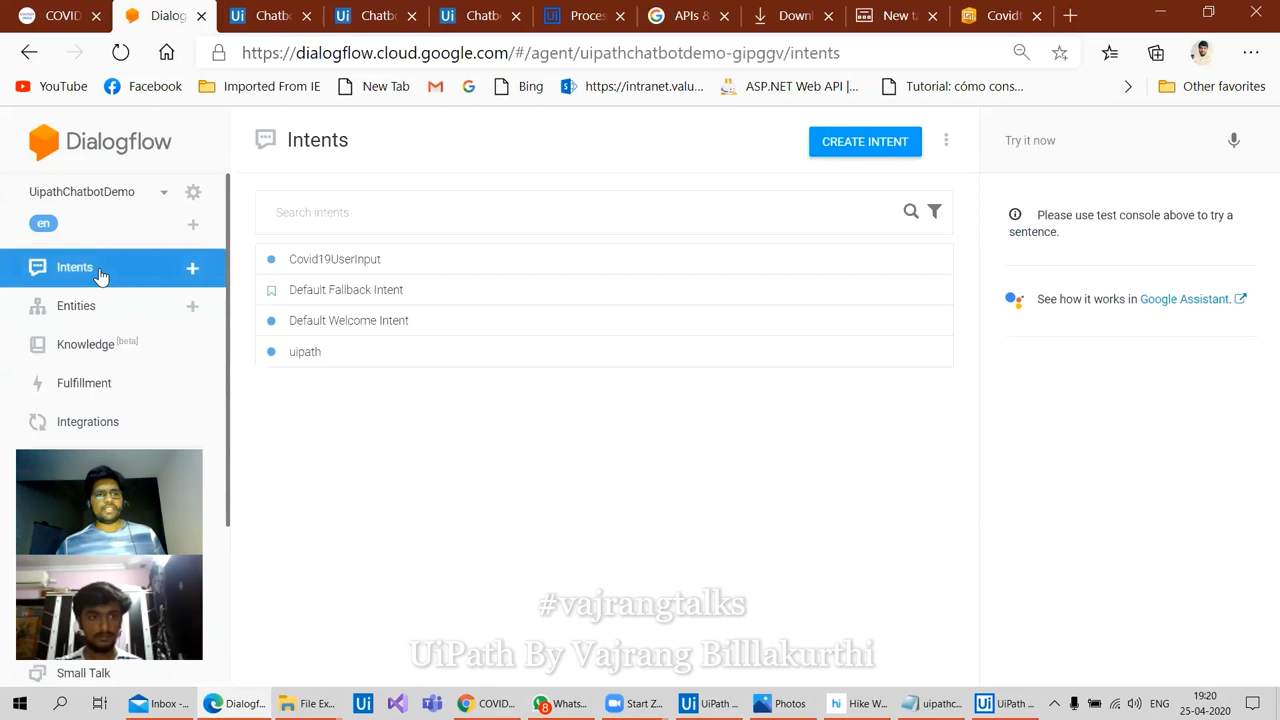 COVID
Dialog
Chatb
Chatb
Chatb
Proces
APIs &
Downl
New ta
Covid
https://dialogflow.cloud.google.com/#/agent/uipathchatbotdemo-gipggv/intents
YouTube
Facebook
Imported From IE
New Tab
Bing
https://intranet.valu...
ASP.NET Web API |...
Tutorial: cómo cons...
Other favorites
Dialogflow
Intents
CREATE INTENT
Try it now
UipathChatbotDemo
en
Search intents
Please use test console above to try a
sentence.
Intents
Covid19UserInput
Default Fallback Intent
See how it works in Google Assistant.
Entities
Default Welcome Intent
Knowledge [beta]
uipath
Fulfillment
Integrations
#vajrangtalks
UiPath By Vajrang Billlakurthi
Small Talk
Inbox -...
Dialogf...
File Ex...
COVID...
Whats...
8
Start Z...
UiPath ...
Photos
hi
Hike W...
uipathc...
UiPath ...
ENG
19:20
25-04-2020